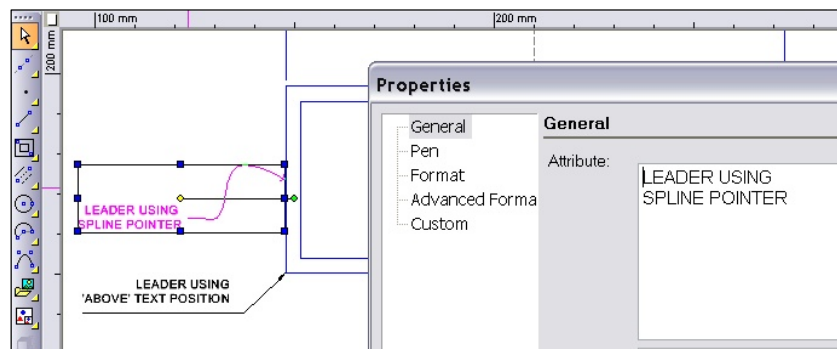 100 mm
200 mm
200 mm
Properties
General
Pen
Format
Advanced Forma
Custom
General
Attribute:
LEADER USING
SPLINE POINTER
LEADER USING
SPLINE POINTER
LEADER USING
'ABOVE' TEXT POSITION